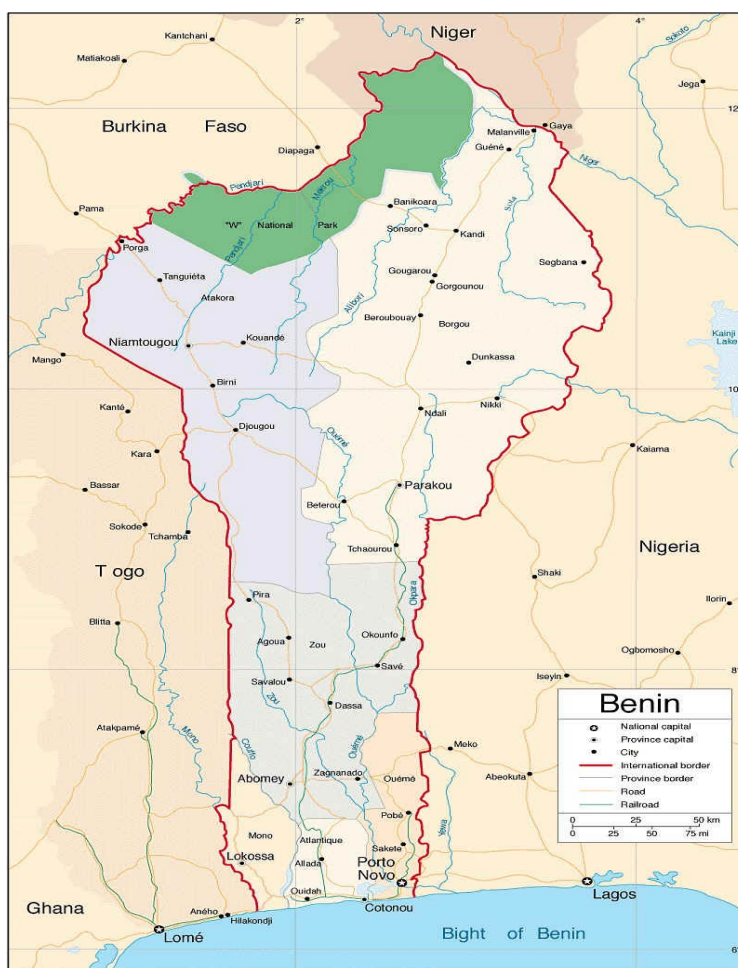 2°
4°
Niger
Kantchani
Matiakoali
Sokoto
Jega
12°
Burkina Faso
Gaya
Malanville
Diapaga
Guéné
Niger
Pendjari
Mékrou
Pama
Banikoara
Sota
"W" National Park
Sonsoro
Kandi
Porga
Pendjari
Segbana
Tanguiéta
Gougarou
Gorgounou
Atakora
Alibori
Beroubouay
Borgou
Kainji
Lake
Niamtougou
Kouandé
Mango
Dunkassa
Birni
10°
Kanté
Nikki
Ndali
Djougou
Ouémé
Kara
Kaiama
Bassar
Parakou
Beterou
Sokode
Tchamba
Tchaourou
Nigeria
Togo
Shaki
Okpara
Pira
Ilorin
Blitta
Agoua
Zou
Okounfo
Ogbomosho
Savé
8°
Savalou
Iseyin
Zou
Dassa
Mono
Atakpamé
Couffo
Ouémé
Meko
Abomey
Zagnanado
Ouémé
Abeokuta
Pobé
Yewa
Mono
Atlantique
Sakete
Lokossa
Allada
Porto
Novo
Ouidah
Cotonou
Lagos
Ghana
Aného
Hilakondji
Lomé
Bight of Benin
6°
Benin
National capital
Province capital
City
International border
Province border
Road
Railroad
0 25 50 km
0 25 50 75 mi